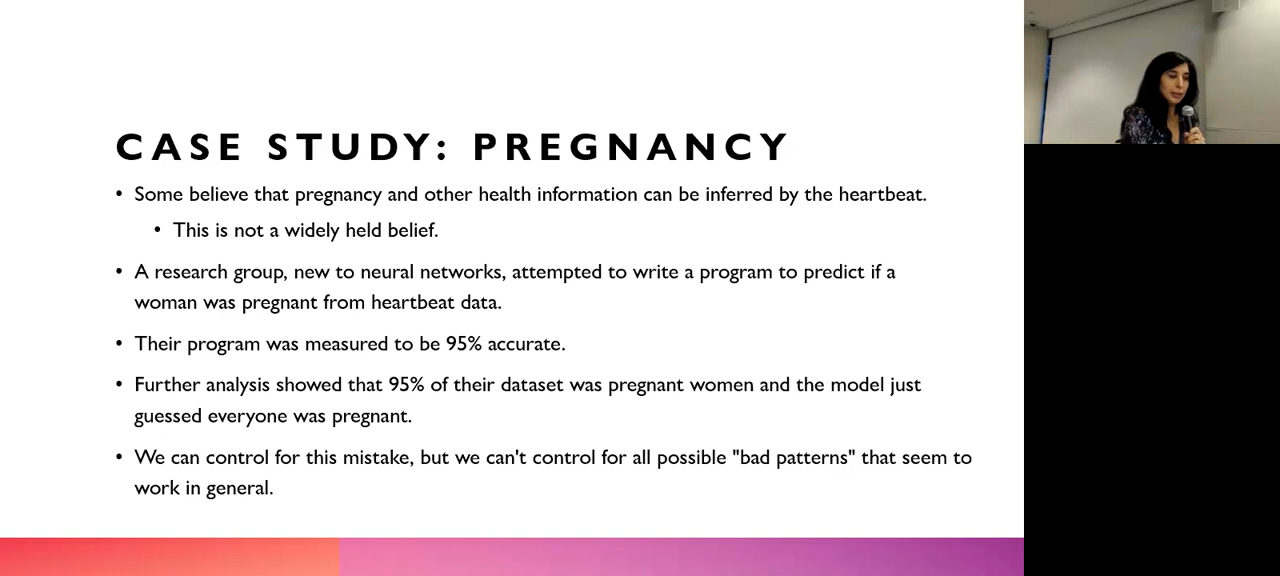 CASE STUDY: PREGNANCY
• Some believe that pregnancy and other health information can be inferred by the heartbeat.
• This is not a widely held belief.
• A research group, new to neural networks, attempted to write a program to predict if a
woman was pregnant from heartbeat data.
• Their program was measured to be 95% accurate.
• Further analysis showed that 95% of their dataset was pregnant women and the model just
guessed everyone was pregnant.
• We can control for this mistake, but we can't control for all possible "bad patterns" that seem to
work in general.